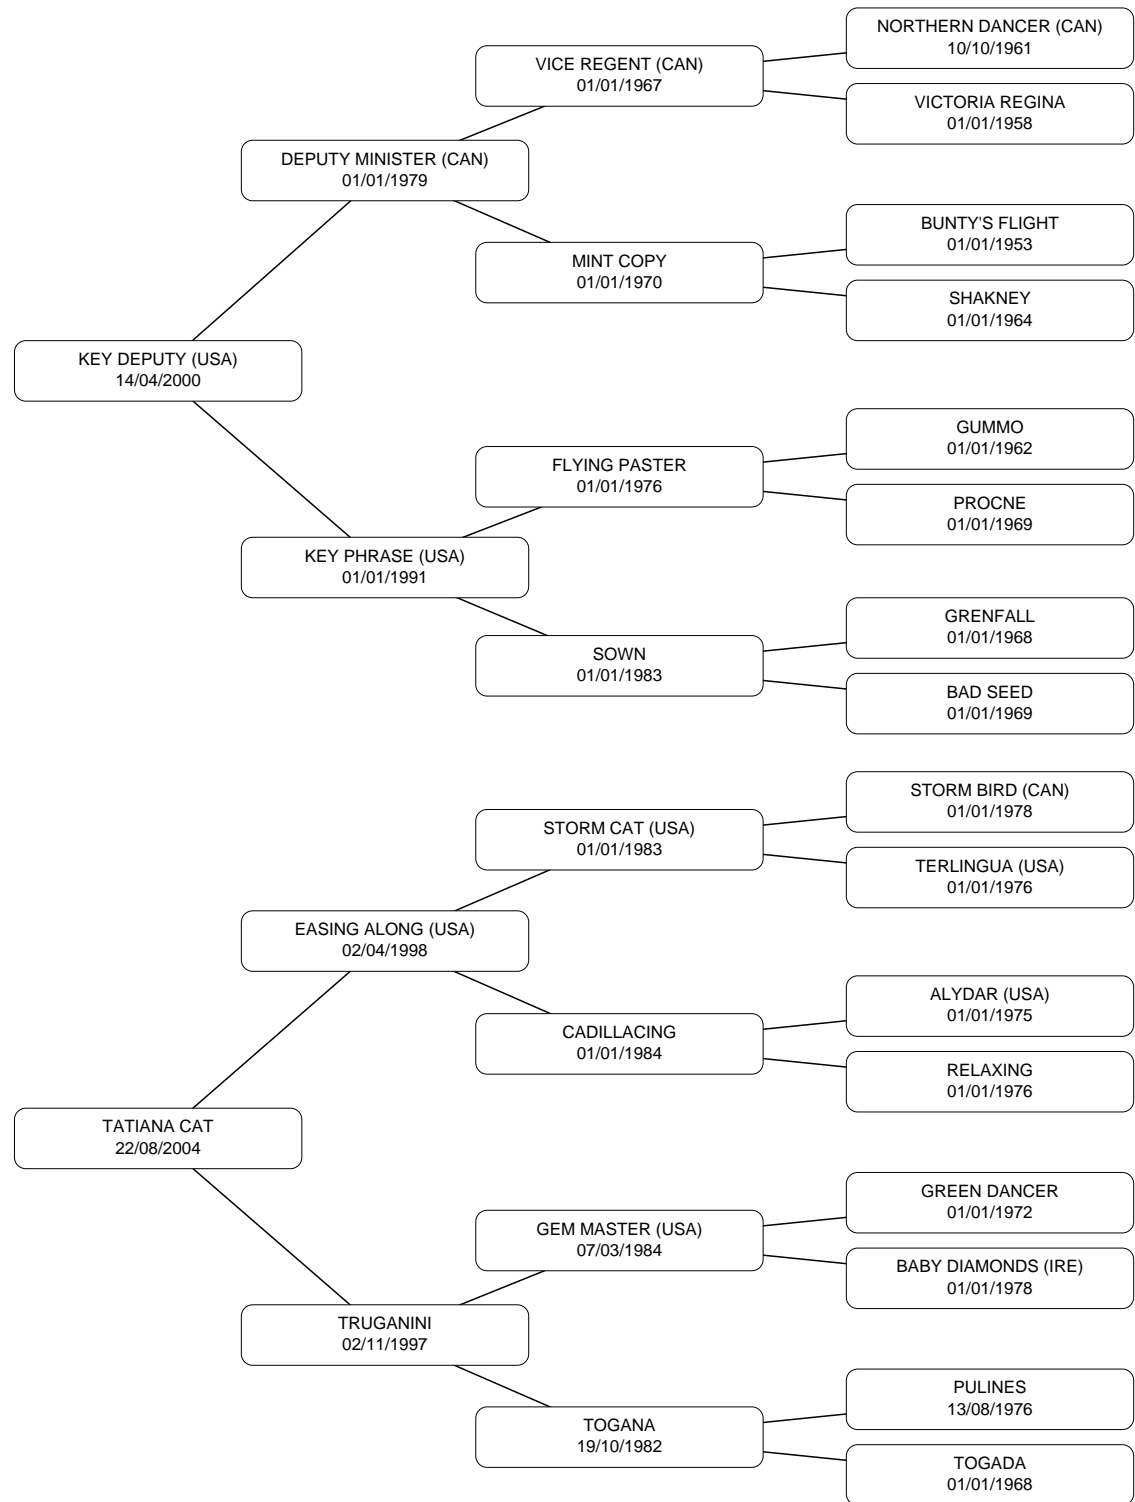 NORTHERN DANCER (CAN)
10/10/1961
VICE REGENT (CAN)
01/01/1967
VICTORIA REGINA
01/01/1958
DEPUTY MINISTER (CAN)
01/01/1979
BUNTY'S FLIGHT
01/01/1953
MINT COPY
01/01/1970
SHAKNEY
01/01/1964
KEY DEPUTY (USA)
14/04/2000
GUMMO
01/01/1962
FLYING PASTER
01/01/1976
PROCNE
01/01/1969
KEY PHRASE (USA)
01/01/1991
GRENFALL
01/01/1968
SOWN
01/01/1983
BAD SEED
01/01/1969
STORM BIRD (CAN)
01/01/1978
STORM CAT (USA)
01/01/1983
TERLINGUA (USA)
01/01/1976
EASING ALONG (USA)
02/04/1998
ALYDAR (USA)
01/01/1975
CADILLACING
01/01/1984
RELAXING
01/01/1976
TATIANA CAT
22/08/2004
GREEN DANCER
01/01/1972
GEM MASTER (USA)
07/03/1984
BABY DIAMONDS (IRE)
01/01/1978
TRUGANINI
02/11/1997
PULINES
13/08/1976
TOGANA
19/10/1982
TOGADA
01/01/1968